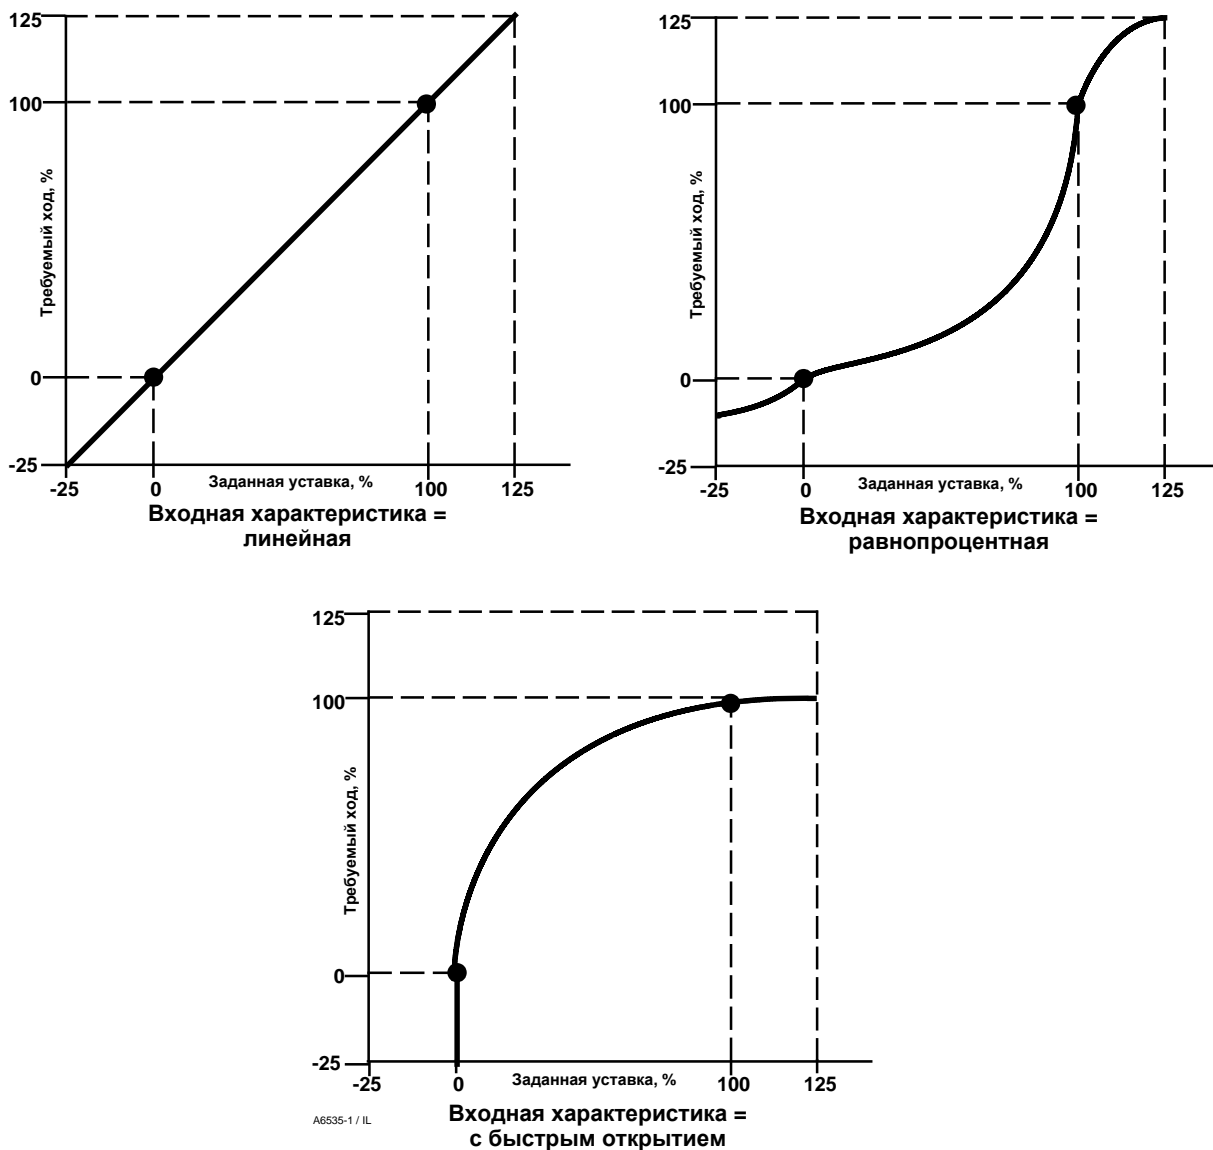 125
100
Требуемый ход, %
0
-25
-25
0
Заданная уставка, %
100
125
Входная характеристика =
линейная
125
100
Требуемый ход, %
0
-25
-25
0
Заданная уставка, %
100
125
Входная характеристика =
равнопроцентная
125
100
Требуемый ход, %
0
-25
-25
0
Заданная уставка, %
100
125
A6535-1 / IL
Входная характеристика =
с быстрым открытием